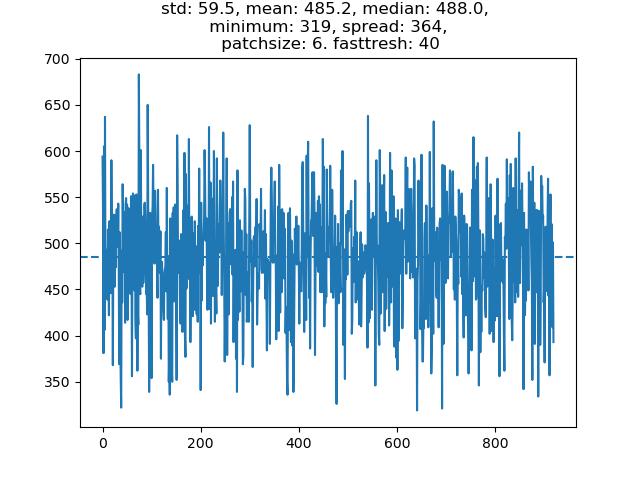 std: 59.5, mean: 485.2, median: 488.0,
minimum: 319, spread: 364,
patchsize: 6. fasttresh: 40
700
650
600
550
500
450
400
350
0 200 400 600 800